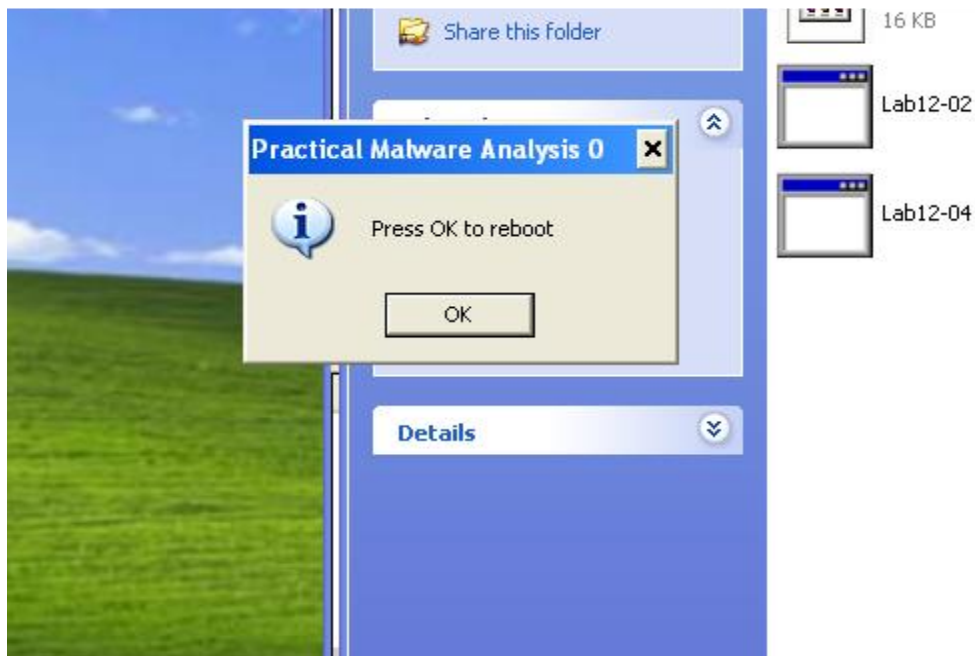 Share this folder
16 KB
Lab12-02
Practical Malware Analysis 0
Press OK to reboot
Lab12-04
OK
Details